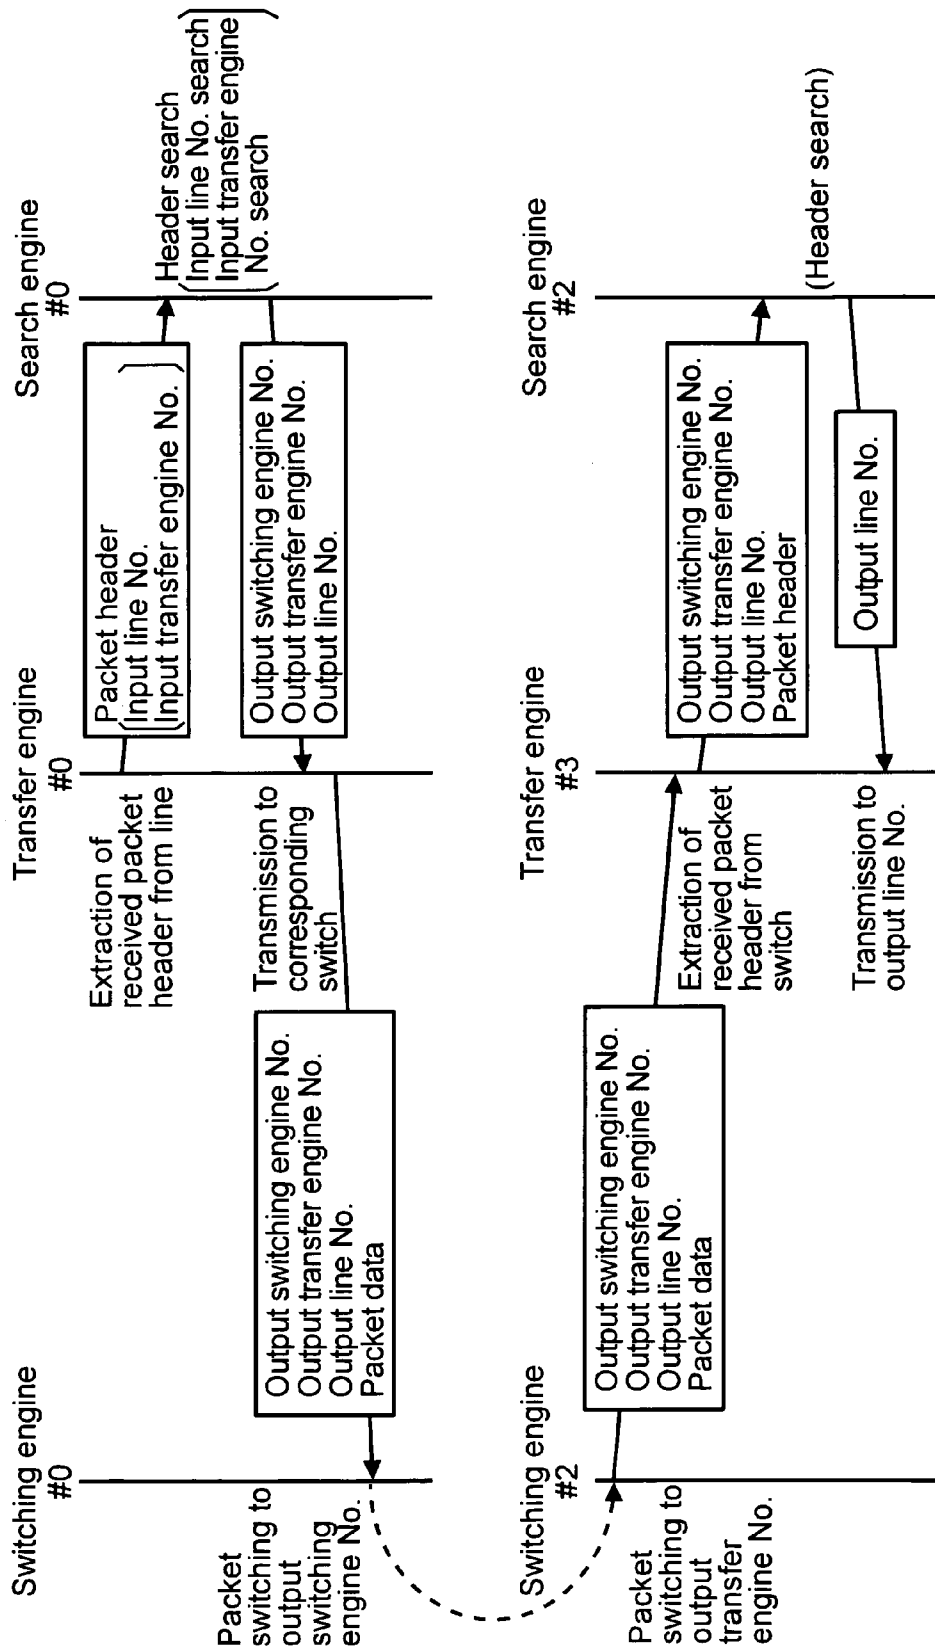 Switching engine
#0
Transfer engine
#0
Search engine
#0
Extraction of
received packet
header from line
Packet header
(Input line No.
Input transfer engine No.)
Header search
(Input line No. search
Input transfer engine
No. search)
Output switching engine No.
Output transfer engine No.
Output line No.
Transmission to
corresponding
switch
Output switching engine No.
Output transfer engine No.
Output line No.
Packet data
Packet
switching to
output
switching
engine No.
Switching engine
#2
Transfer engine
#3
Search engine
#2
Packet
switching to
output
transfer
engine No.
Output switching engine No.
Output transfer engine No.
Output line No.
Packet data
Extraction of
received packet
header from
switch
Output switching engine No.
Output transfer engine No.
Output line No.
Packet header
(Header search)
Output line No.
Transmission to
output line No.